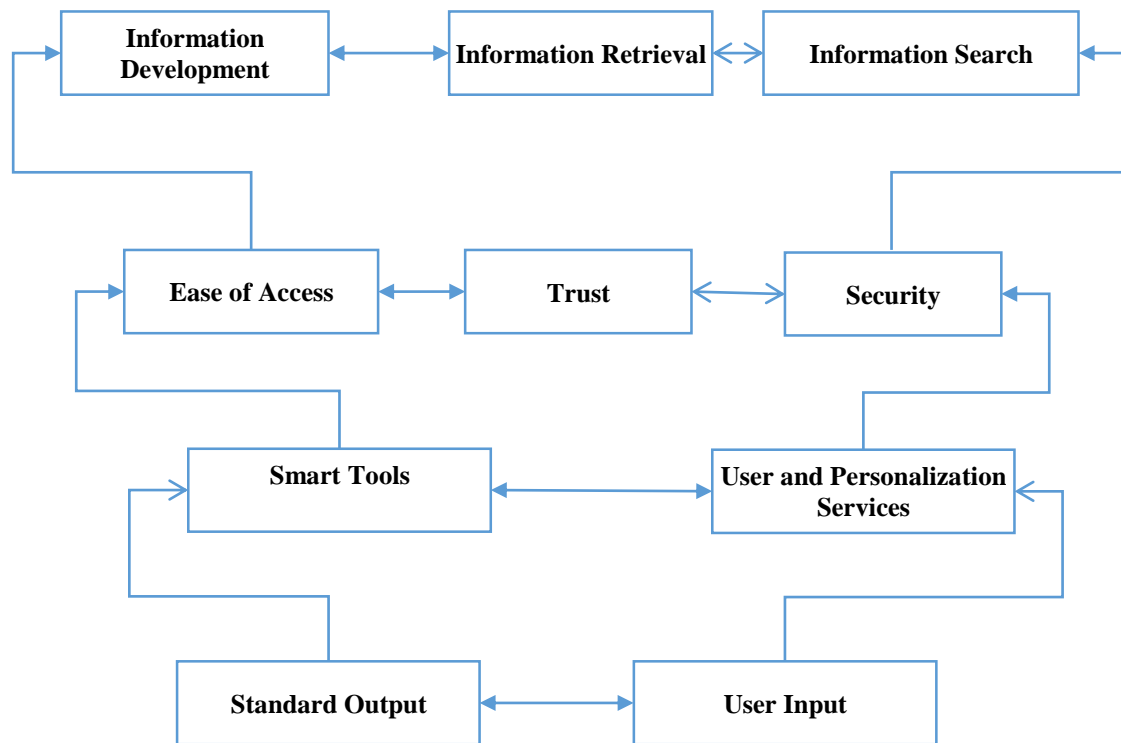 Information
Development
Information Retrieval
Information Search
Ease of Access
Trust
Security
Smart Tools
User and Personalization
Services
Standard Output
User Input